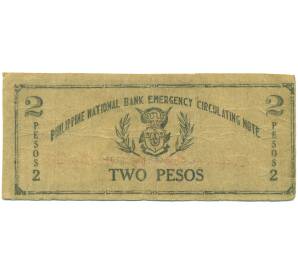 PHILIPPINE NATIONAL BANK EMERGENCY CIRCULATING NOTE
2 2
PESOS PESOS
2 2
TWO PESOS